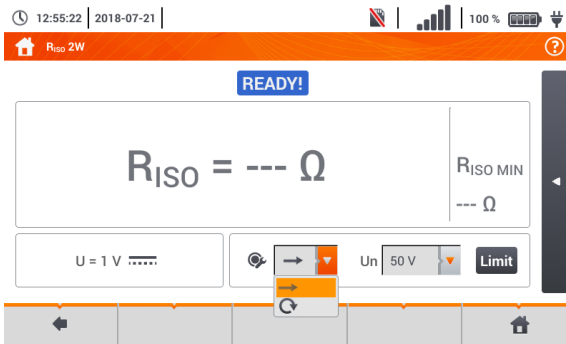 12:55:22 2018-07-21 100 %
RISO 2W
READY!
RISO = --- Ω
RISO MIN
--- Ω
U = 1 V
Un 50 V Limit